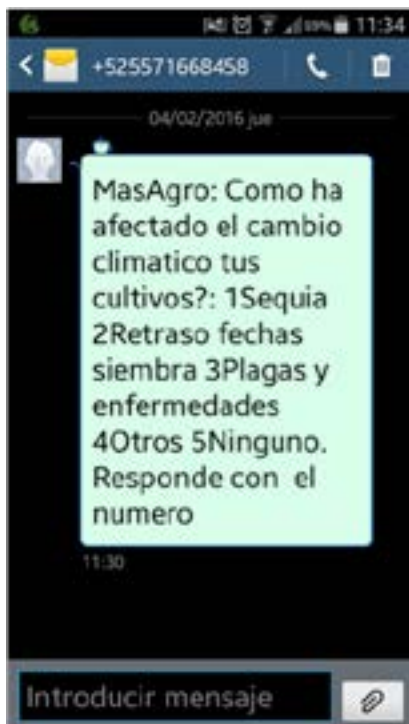 89% 11:34
+525571668458
04/02/2016 jue
MasAgro: Como ha
afectado el cambio
climatico tus
cultivos?: 1Sequia
2Retraso fechas
siembra 3Plagas y
enfermedades
4Otros 5Ninguno.
Responde con el
numero
11:30
Introducir mensaje